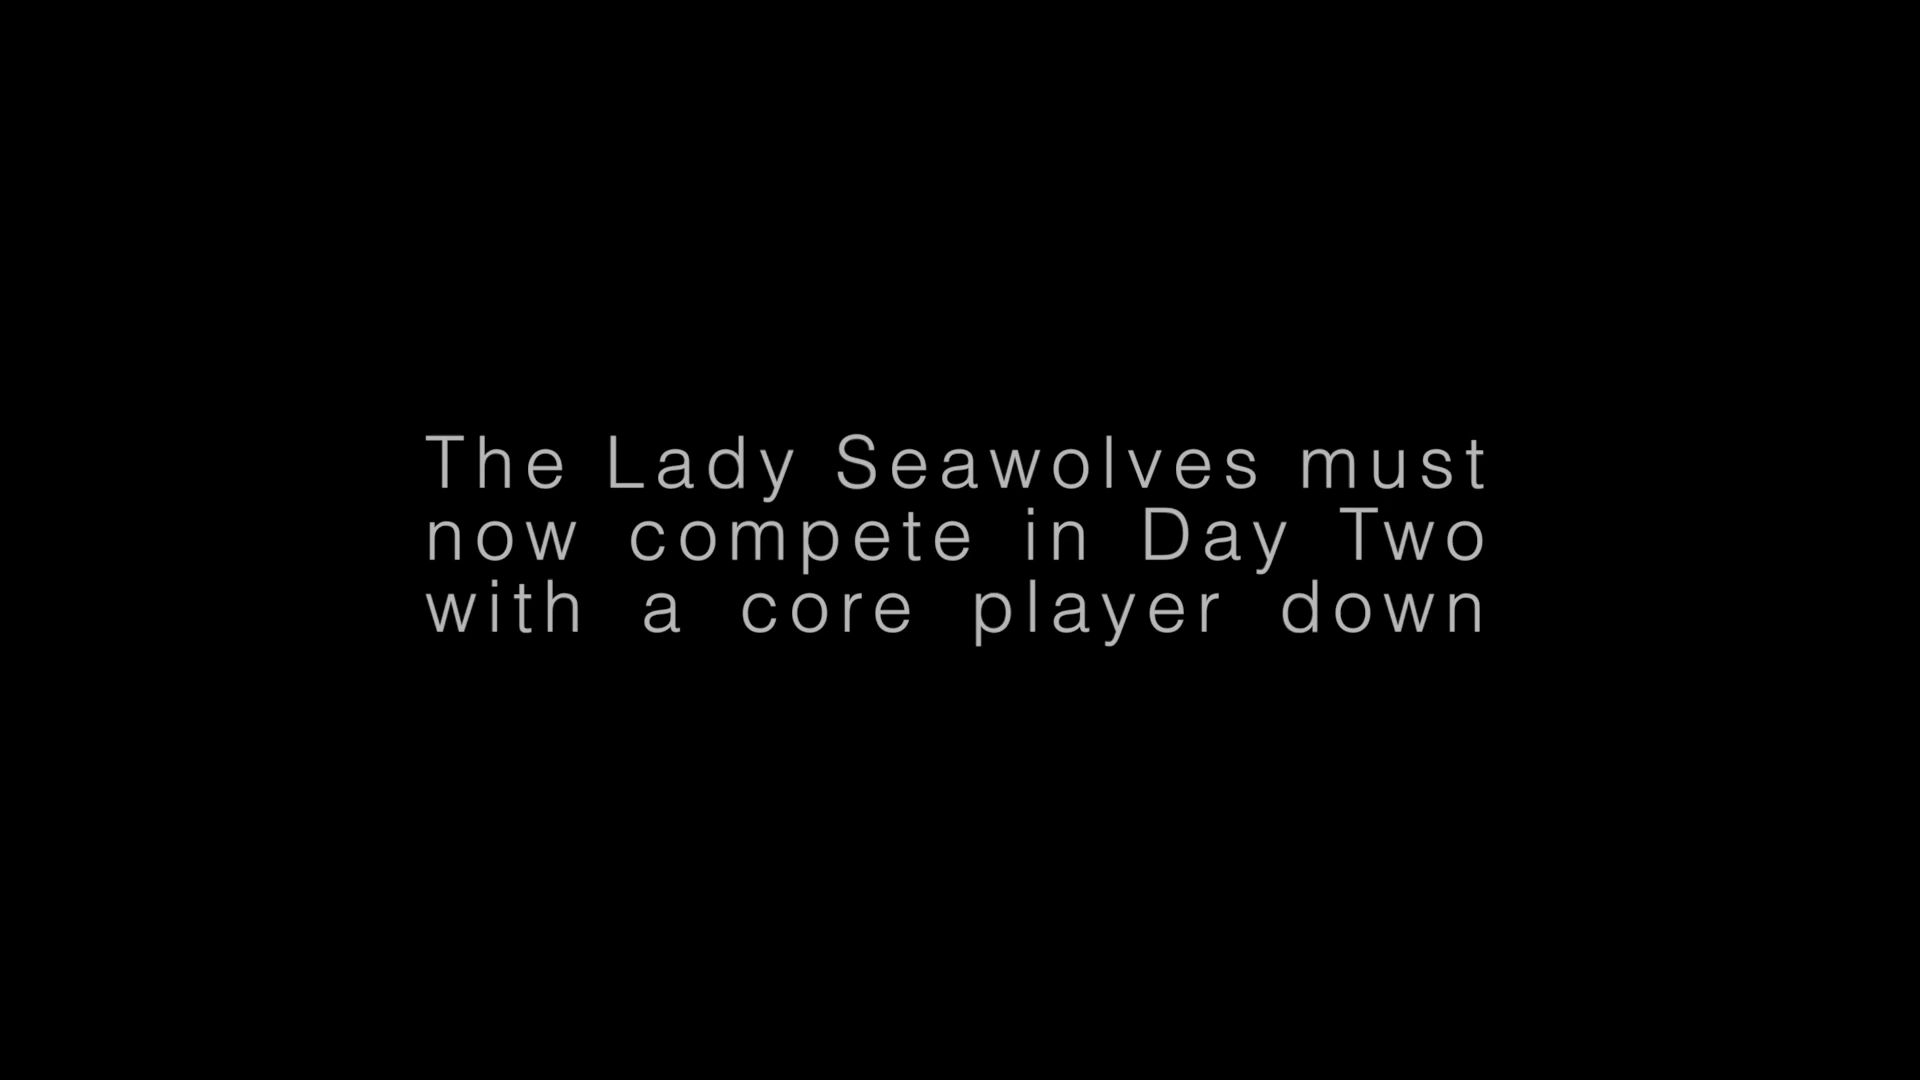 The Lady Seawolves must
now compete in Day Two
with a core player down